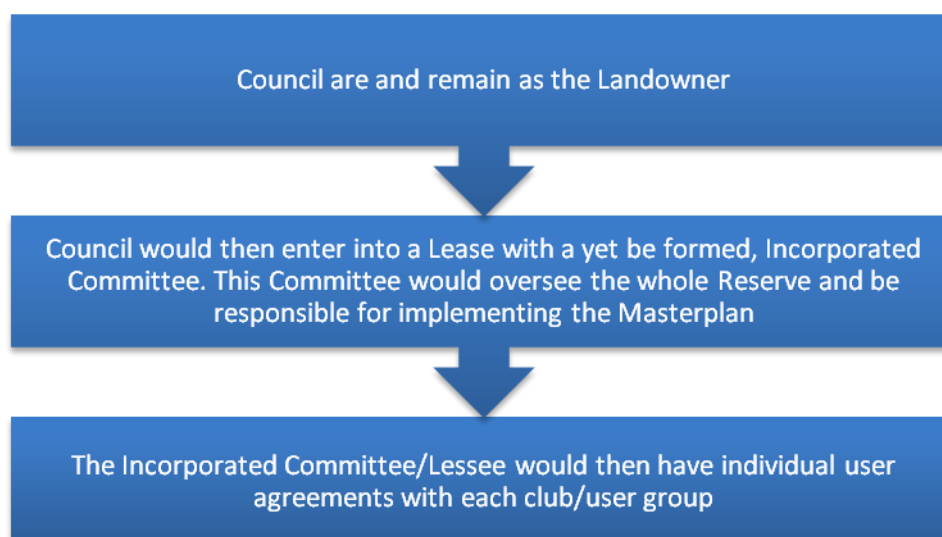 Council are and remain as the Landowner
Council would then enter into a Lease with a yet be formed, Incorporated
Committee. This Committee would oversee the whole Reserve and be
responsible for implementing the Masterplan
The Incorporated Committee/Lessee would then have individual user
agreements with each club/user group